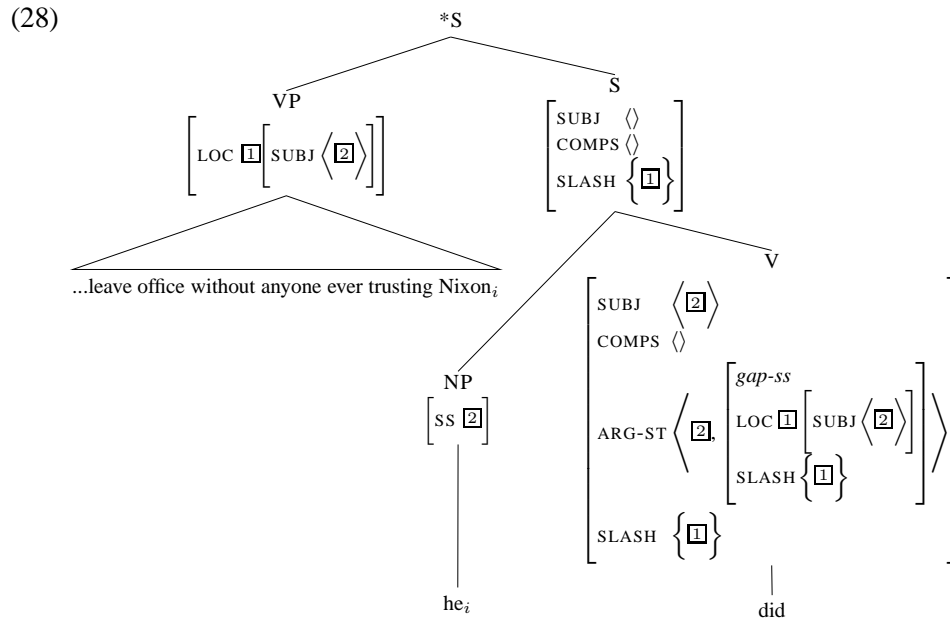 (28)
*S
VP
S
[LOC 1[SUBJ ⟨2⟩]]
[SUBJ ⟨⟩
COMPS ⟨⟩
SLASH {1}]
...leave office without anyone ever trusting Nixonᵢ
V
NP
[SS 2]
[SUBJ ⟨2⟩
COMPS ⟨⟩
ARG-ST ⟨2, [gap-ss
LOC 1[SUBJ ⟨2⟩]
SLASH {1}]⟩
SLASH {1}]
heᵢ
did